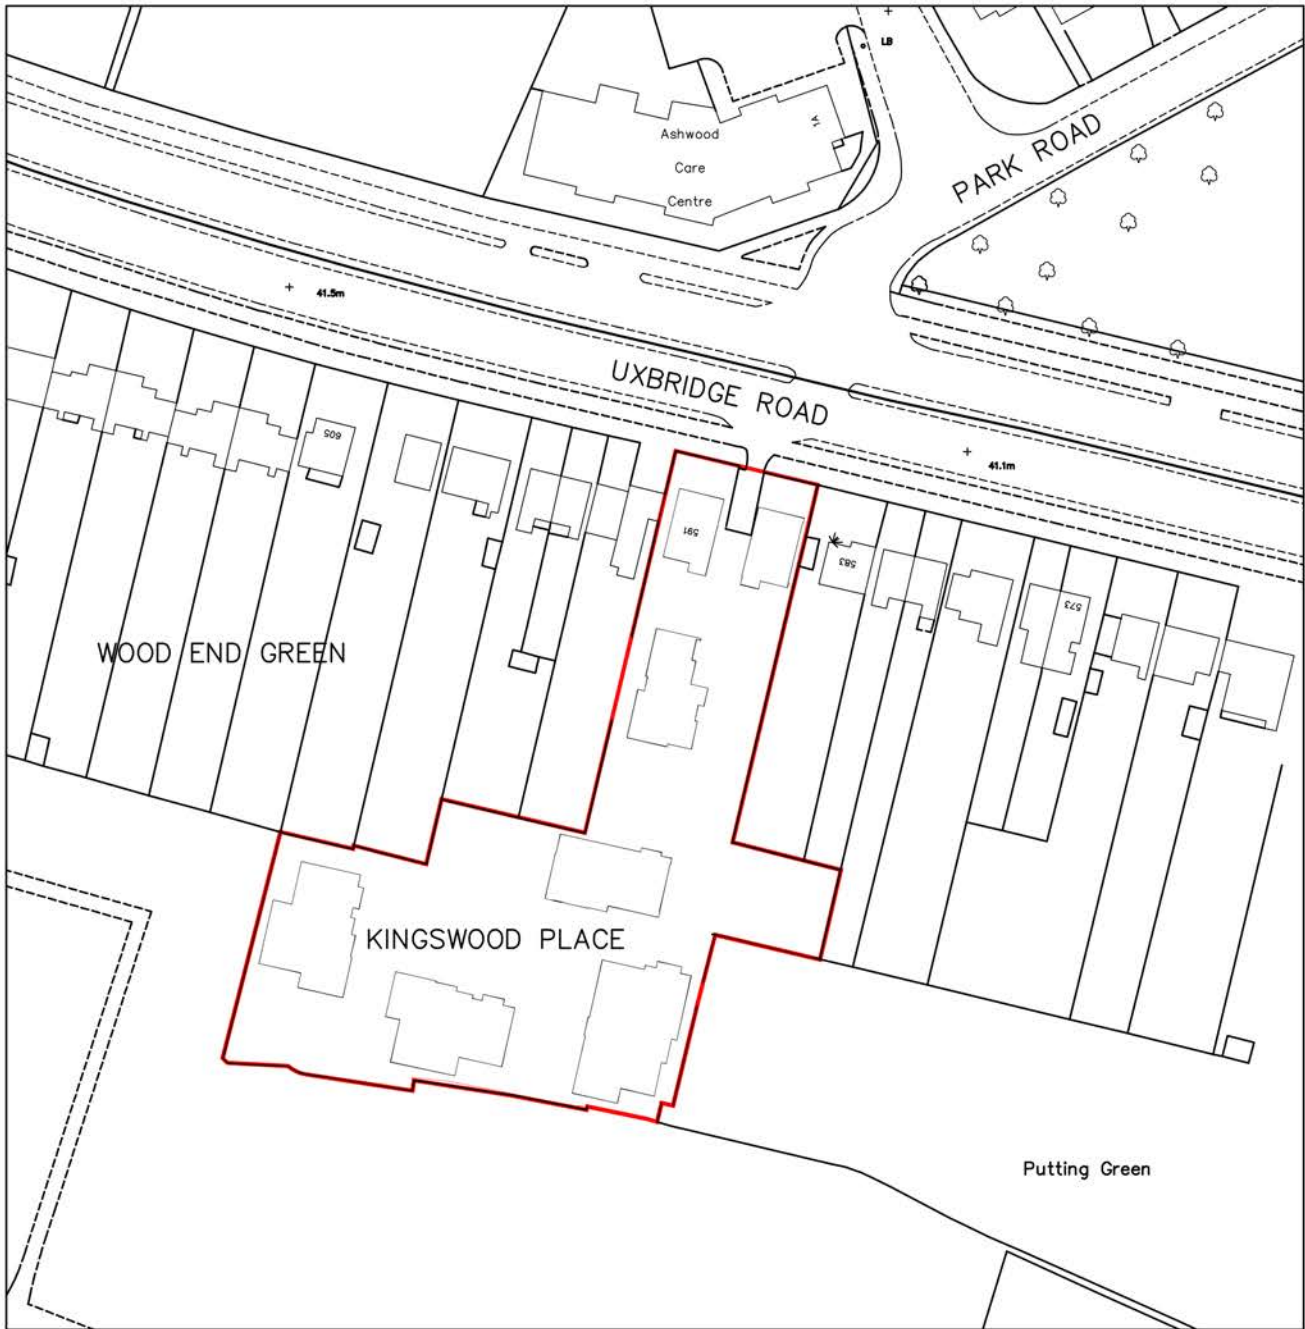 LB
Ashwood
Care
Centre
1A
PARK ROAD
41.5m
UXBRIDGE ROAD
41.1m
605
591
583
573
WOOD END GREEN
KINGSWOOD PLACE
Putting Green